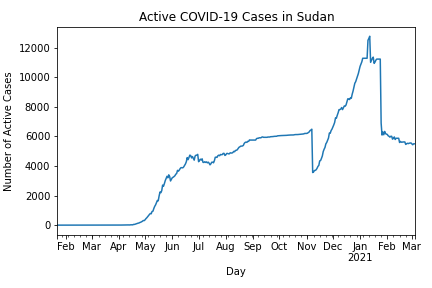 Active COVID-19 Cases in Sudan
Number of Active Cases
12000
10000
8000
6000
4000
2000
0
Feb Mar Apr May Jun Jul Aug Sep Oct Nov Dec Jan Feb Mar
2021
Day